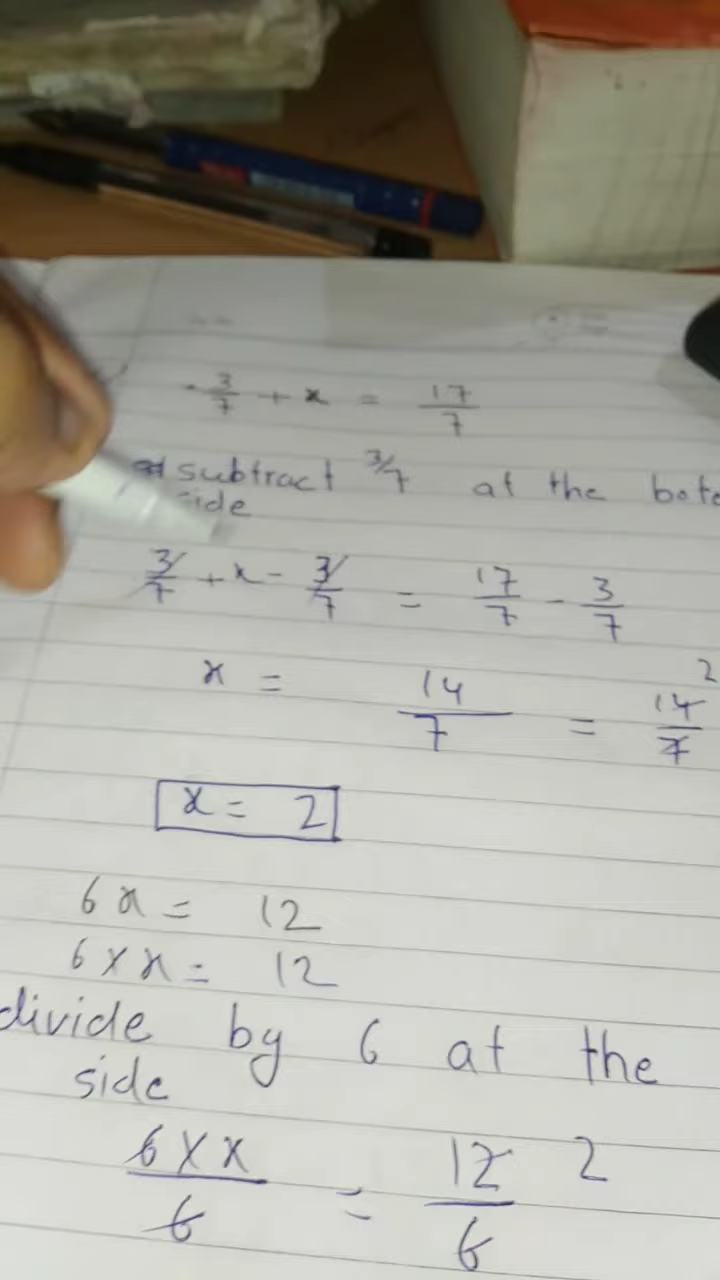 3/7 + x = 17/7
subtract 3/7 at the bote
side
3/7 + x - 3/7 = 17/7 - 3/7
x = 14/7 = 14/7 2
x = 2
6x = 12
6 × x = 12
divide by 6 at the
side
6 × x/6 = 12/6 2